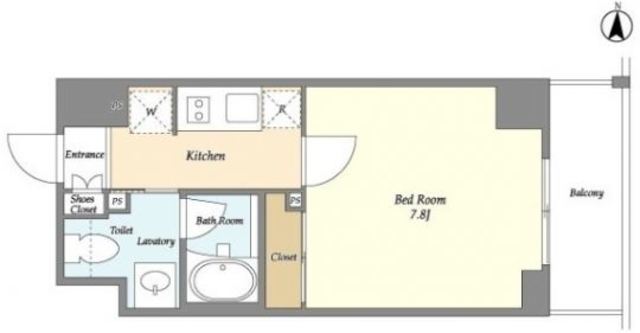 N
PS
W
R
Entrance
Kitchen
Shoes
Closet
PS
PS
Bed Room
7.8J
Balcony
Toilet
Lavatory
Bath Room
Closet